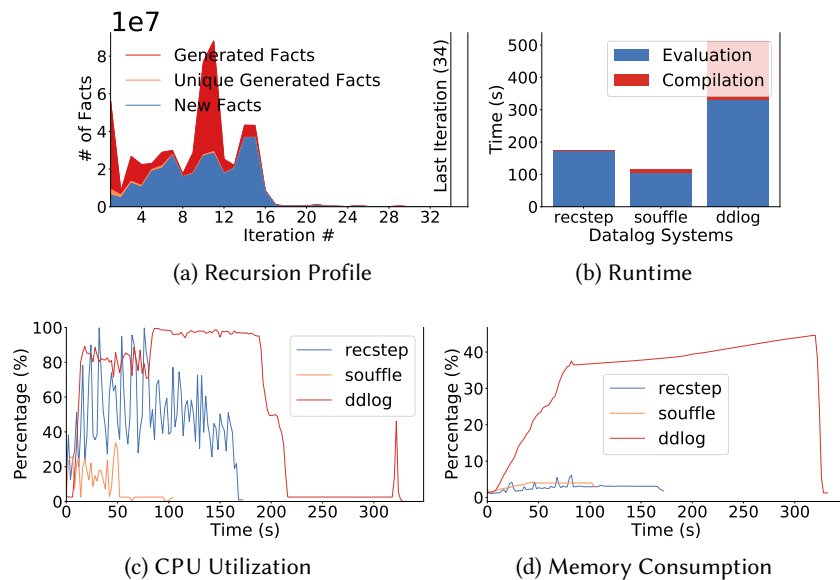 1e7
# of Facts
8
6
4
2
0
Generated Facts
Unique Generated Facts
New Facts
Last Iteration (34)
4 8 12 16 20 24 28 32
Iteration #
(a) Recursion Profile
Time (s)
500
400
300
200
100
0
Evaluation
Compilation
recstep souffle ddlog
Datalog Systems
(b) Runtime
Percentage (%)
100
80
60
40
20
0
recstep
souffle
ddlog
0 100 200 300
Time (s)
(c) CPU Utilization
Percentage (%)
40
30
20
10
0
recstep
souffle
ddlog
0 50 100 150 200 250 300
Time (s)
(d) Memory Consumption